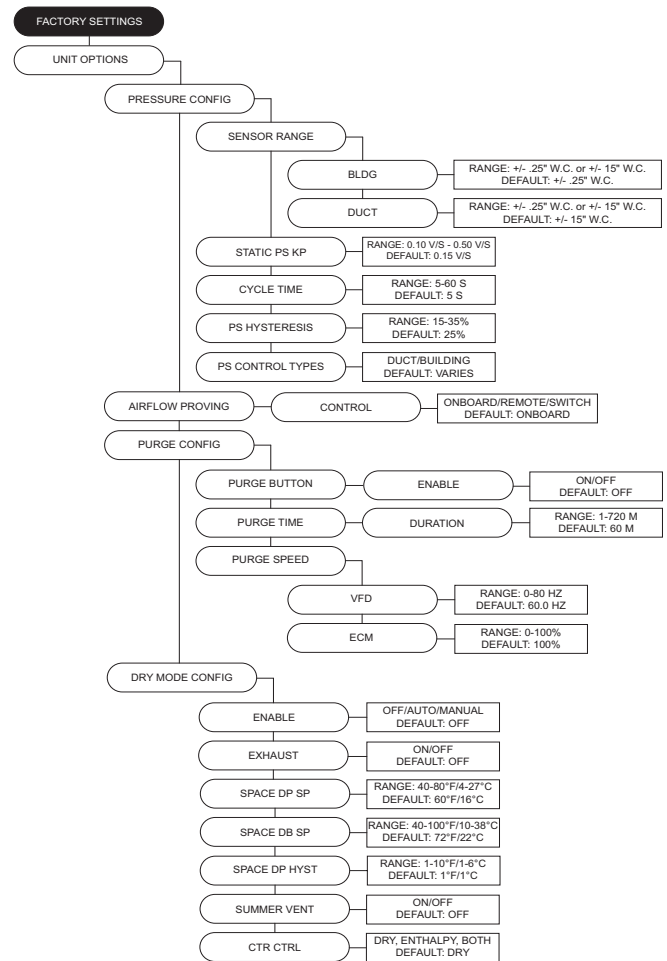 FACTORY SETTINGS
UNIT OPTIONS
PRESSURE CONFIG
SENSOR RANGE
BLDG
RANGE: +/- .25" W.C. or +/- 15" W.C.
DEFAULT: +/- .25" W.C.
DUCT
RANGE: +/- .25" W.C. or +/- 15" W.C.
DEFAULT: +/- 15" W.C.
STATIC PS KP
RANGE: 0.10 V/S - 0.50 V/S
DEFAULT: 0.15 V/S
CYCLE TIME
RANGE: 5-60 S
DEFAULT: 5 S
PS HYSTERESIS
RANGE: 15-35%
DEFAULT: 25%
PS CONTROL TYPES
DUCT/BUILDING
DEFAULT: VARIES
AIRFLOW PROVING
CONTROL
ONBOARD/REMOTE/SWITCH
DEFAULT: ONBOARD
PURGE CONFIG
PURGE BUTTON
ENABLE
ON/OFF
DEFAULT: OFF
PURGE TIME
DURATION
RANGE: 1-720 M
DEFAULT: 60 M
PURGE SPEED
VFD
RANGE: 0-80 HZ
DEFAULT: 60.0 HZ
ECM
RANGE: 0-100%
DEFAULT: 100%
DRY MODE CONFIG
ENABLE
OFF/AUTO/MANUAL
DEFAULT: OFF
EXHAUST
ON/OFF
DEFAULT: OFF
SPACE DP SP
RANGE: 40-80°F/4-27°C
DEFAULT: 60°F/16°C
SPACE DB SP
RANGE: 40-100°F/10-38°C
DEFAULT: 72°F/22°C
SPACE DP HYST
RANGE: 1-10°F/1-6°C
DEFAULT: 1°F/1°C
SUMMER VENT
ON/OFF
DEFAULT: OFF
CTR CTRL
DRY, ENTHALPY, BOTH
DEFAULT: DRY